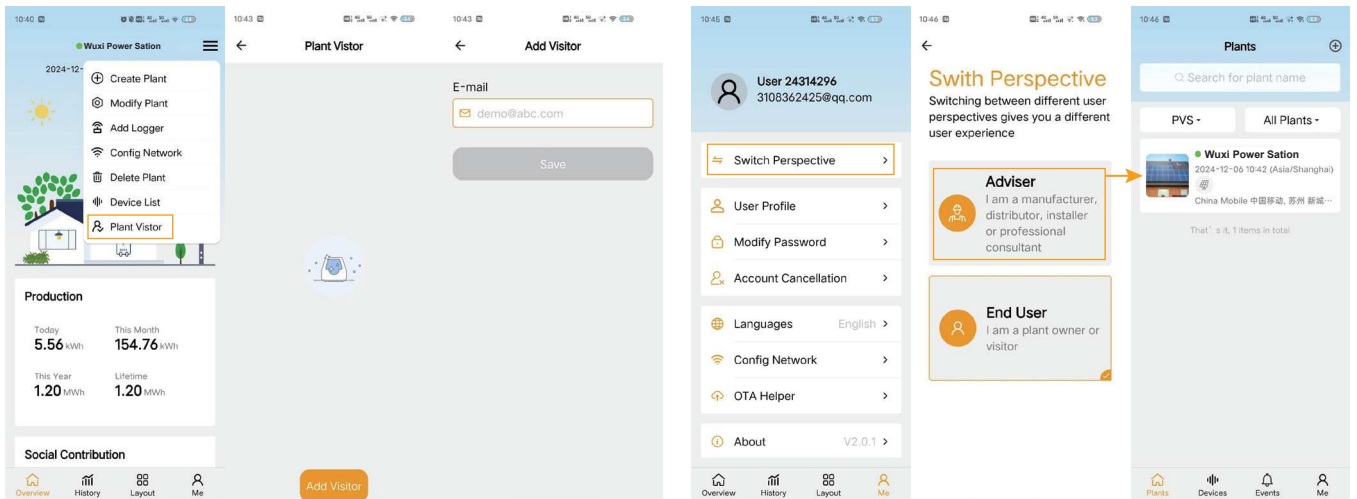 10:40
Wuxi Power Sation
2024-12-
Create Plant
Modify Plant
Add Logger
Config Network
Delete Plant
Device List
Plant Vistor
Production
Today
This Month
5.56 kWh
154.76 kWh
This Year
Lifetime
1.20 MWh
1.20 MWh
Social Contribution
Overview
History
Layout
Me
10:43
Plant Vistor
Add Visitor
10:43
Add Visitor
E-mail
demo@abc.com
Save
10:45
User 24314296
3108362425@qq.com
Switch Perspective
User Profile
Modify Password
Account Cancellation
Languages
English
Config Network
OTA Helper
About
V2.0.1
Overview
History
Layout
Me
10:46
Swith Perspective
Switching between different user
perspectives gives you a different
user experience
Adviser
I am a manufacturer,
distributor, installer
or professional
consultant
End User
I am a plant owner or
visitor
10:46
Plants
Search for plant name
PVS
All Plants
Wuxi Power Sation
2024-12-06 10:42 (Asia/Shanghai)
China Mobile 中国移动, 苏州 新城···
That's it, 1 items in total
Plants
Devices
Events
Me